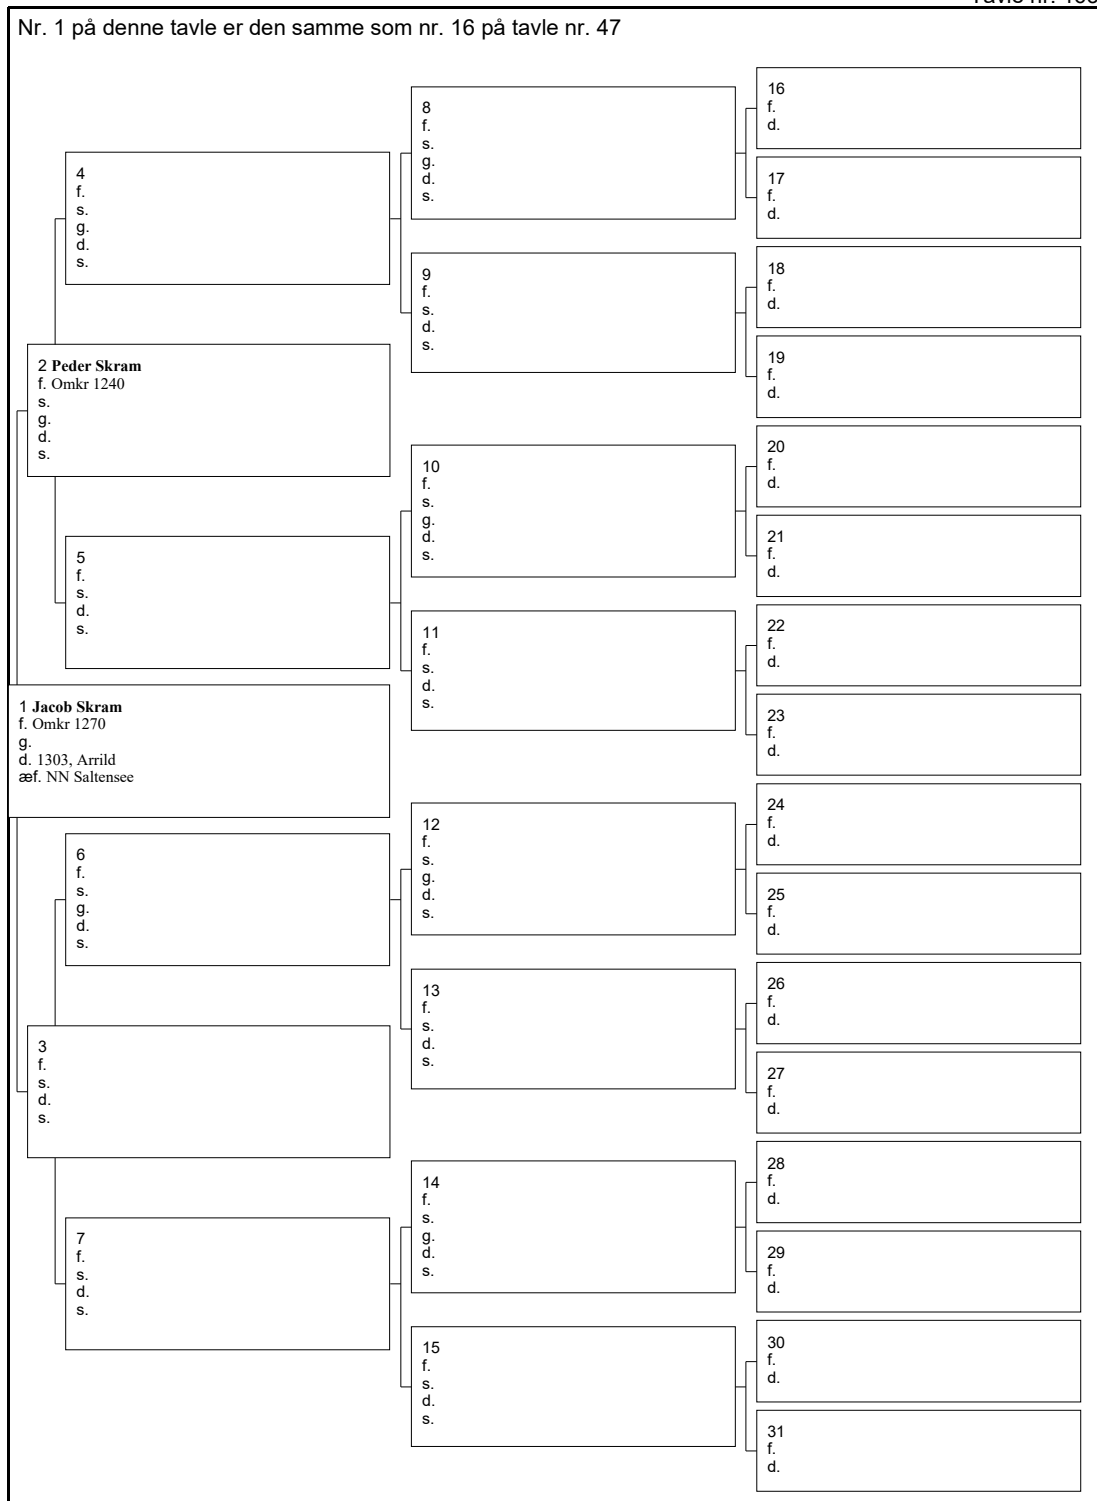 Nr. 1 på denne tavle er den samme som nr. 16 på tavle nr. 47
16
f.
d.
8
f.
s.
g.
d.
s.
17
f.
d.
4
f.
s.
g.
d.
s.
18
f.
d.
9
f.
s.
d.
s.
19
f.
d.
2 Peder Skram
f. Omkr 1240
s.
g.
d.
s.
20
f.
d.
10
f.
s.
g.
d.
s.
21
f.
d.
5
f.
s.
d.
s.
22
f.
d.
11
f.
s.
d.
s.
23
f.
d.
1 Jacob Skram
f. Omkr 1270
g.
d. 1303, Arrild
æf. NN Saltensee
24
f.
d.
12
f.
s.
g.
d.
s.
25
f.
d.
6
f.
s.
g.
d.
s.
26
f.
d.
13
f.
s.
d.
s.
27
f.
d.
3
f.
s.
d.
s.
28
f.
d.
14
f.
s.
g.
d.
s.
29
f.
d.
7
f.
s.
d.
s.
30
f.
d.
15
f.
s.
d.
s.
31
f.
d.